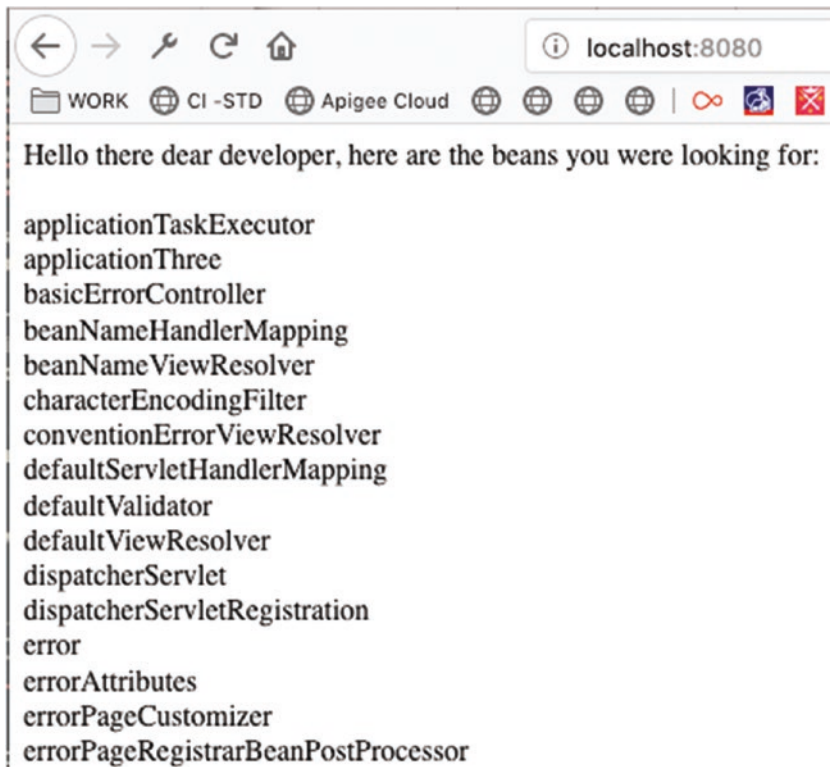 localhost:8080
WORK CI -STD Apigee Cloud
Hello there dear developer, here are the beans you were looking for:
applicationTaskExecutor
applicationThree
basicErrorController
beanNameHandlerMapping
beanNameViewResolver
characterEncodingFilter
conventionErrorViewResolver
defaultServletHandlerMapping
defaultValidator
defaultViewResolver
dispatcherServlet
dispatcherServletRegistration
error
errorAttributes
errorPageCustomizer
errorPageRegistrarBeanPostProcessor